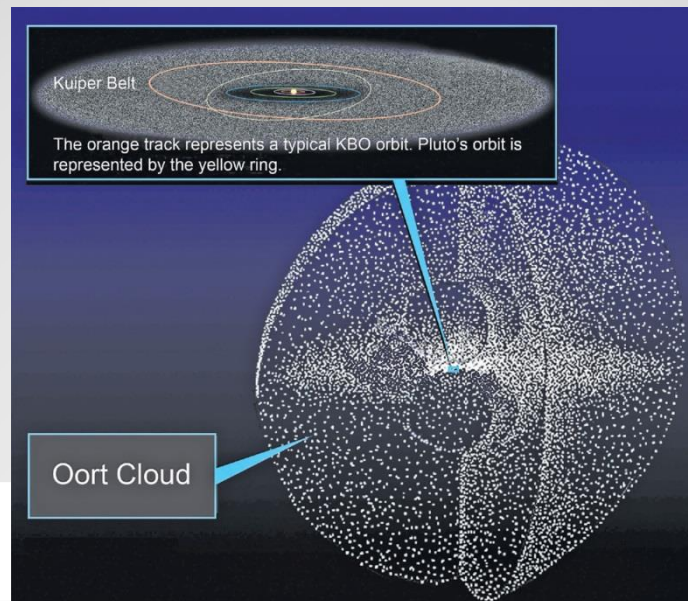 Kuiper Belt
The orange track represents a typical KBO orbit. Pluto's orbit is
represented by the yellow ring.
Oort Cloud